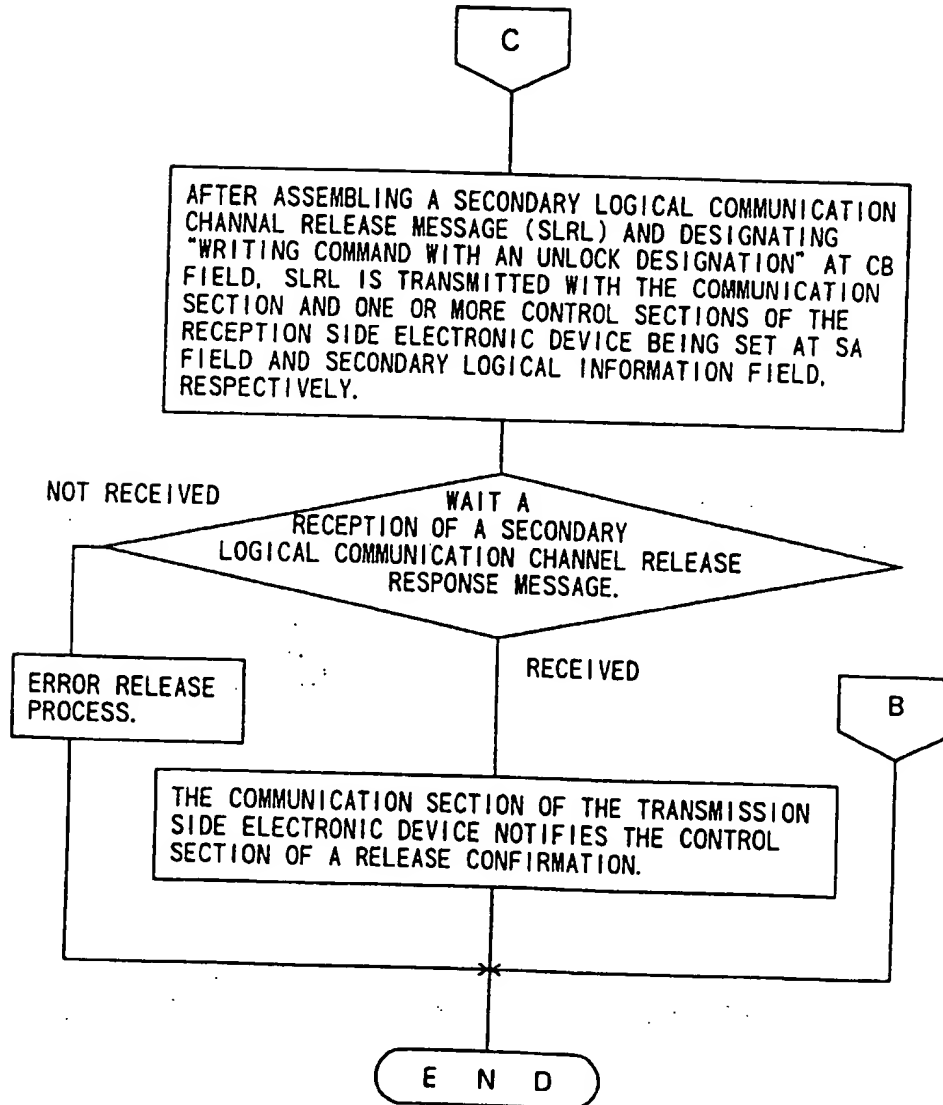 C
AFTER ASSEMBLING A SECONDARY LOGICAL COMMUNICATION
CHANNEL RELEASE MESSAGE (SLRL) AND DESIGNATING
"WRITING COMMAND WITH AN UNLOCK DESIGNATION" AT CB
FIELD, SLRL IS TRANSMITTED WITH THE COMMUNICATION
SECTION AND ONE OR MORE CONTROL SECTIONS OF THE
RECEPTION SIDE ELECTRONIC DEVICE BEING SET AT SA
FIELD AND SECONDARY LOGICAL INFORMATION FIELD,
RESPECTIVELY.
NOT RECEIVED
WAIT A
RECEPTION OF A SECONDARY
LOGICAL COMMUNICATION CHANNEL RELEASE
RESPONSE MESSAGE.
RECEIVED
ERROR RELEASE
PROCESS.
B
THE COMMUNICATION SECTION OF THE TRANSMISSION
SIDE ELECTRONIC DEVICE NOTIFIES THE CONTROL
SECTION OF A RELEASE CONFIRMATION.
E N D